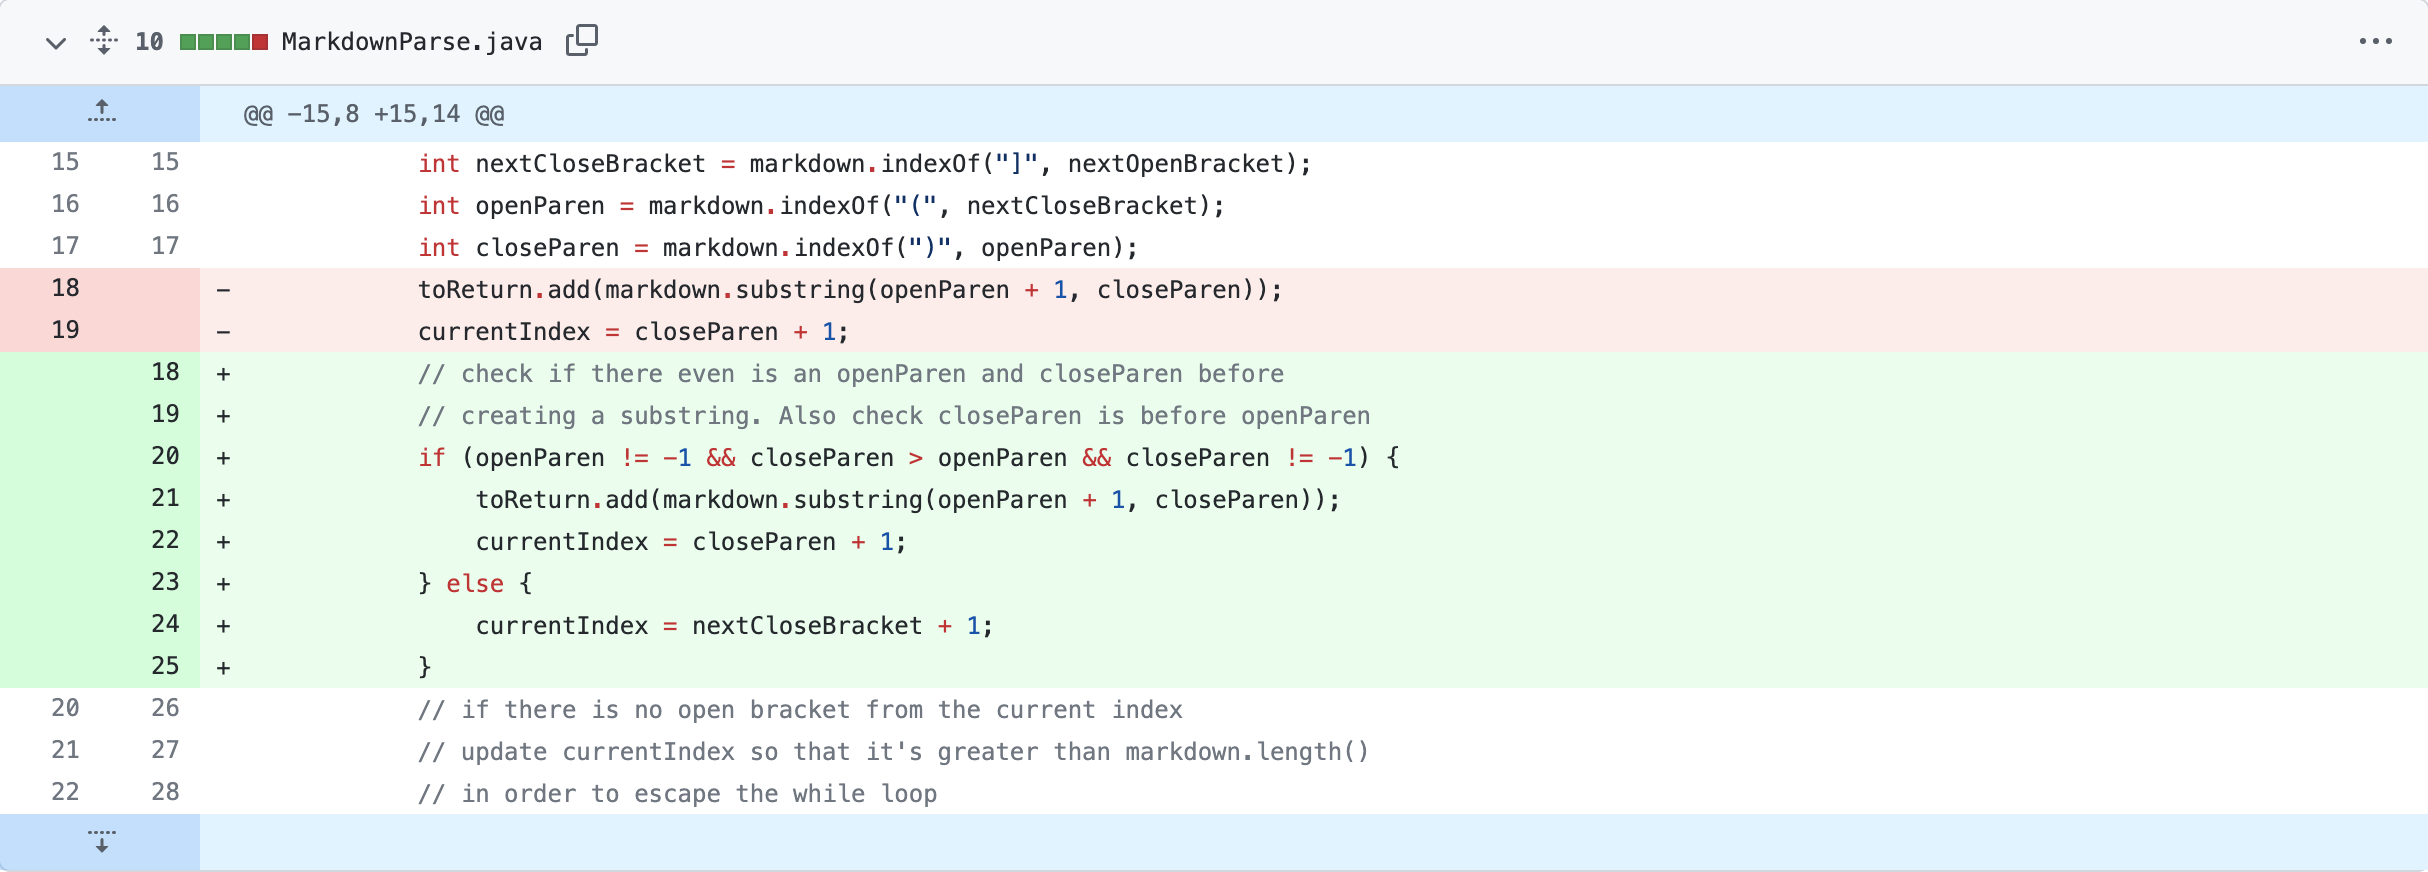 10 MarkdownParse.java
@@ -15,8 +15,14 @@
15 15 int nextCloseBracket = markdown.indexOf("]", nextOpenBracket);
16 16 int openParen = markdown.indexOf("(", nextCloseBracket);
17 17 int closeParen = markdown.indexOf(")", openParen);
18 - toReturn.add(markdown.substring(openParen + 1, closeParen));
19 - currentIndex = closeParen + 1;
18 + // check if there even is an openParen and closeParen before
19 + // creating a substring. Also check closeParen is before openParen
20 + if (openParen != -1 && closeParen > openParen && closeParen != -1) {
21 + toReturn.add(markdown.substring(openParen + 1, closeParen));
22 + currentIndex = closeParen + 1;
23 + } else {
24 + currentIndex = nextCloseBracket + 1;
25 + }
20 26 // if there is no open bracket from the current index
21 27 // update currentIndex so that it's greater than markdown.length()
22 28 // in order to escape the while loop